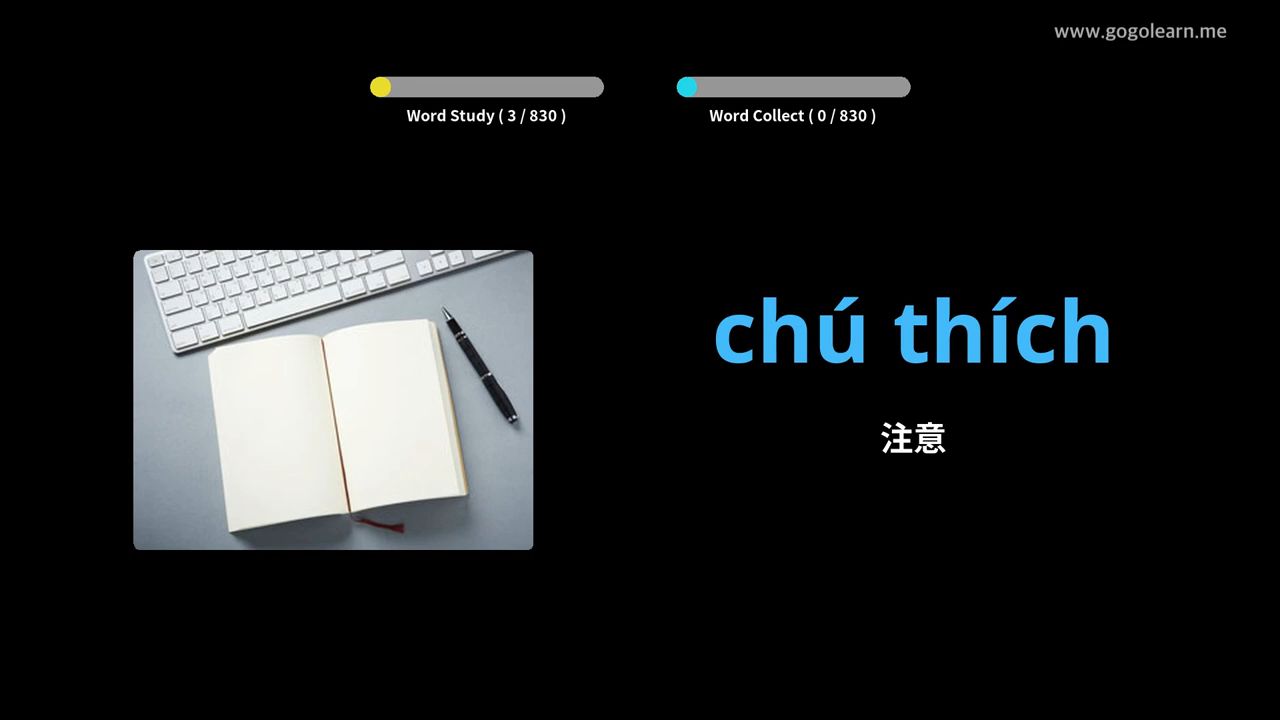 www.gogolearn.me
Word Study ( 3 / 830 )
Word Collect ( 0 / 830 )
chú thích
注意